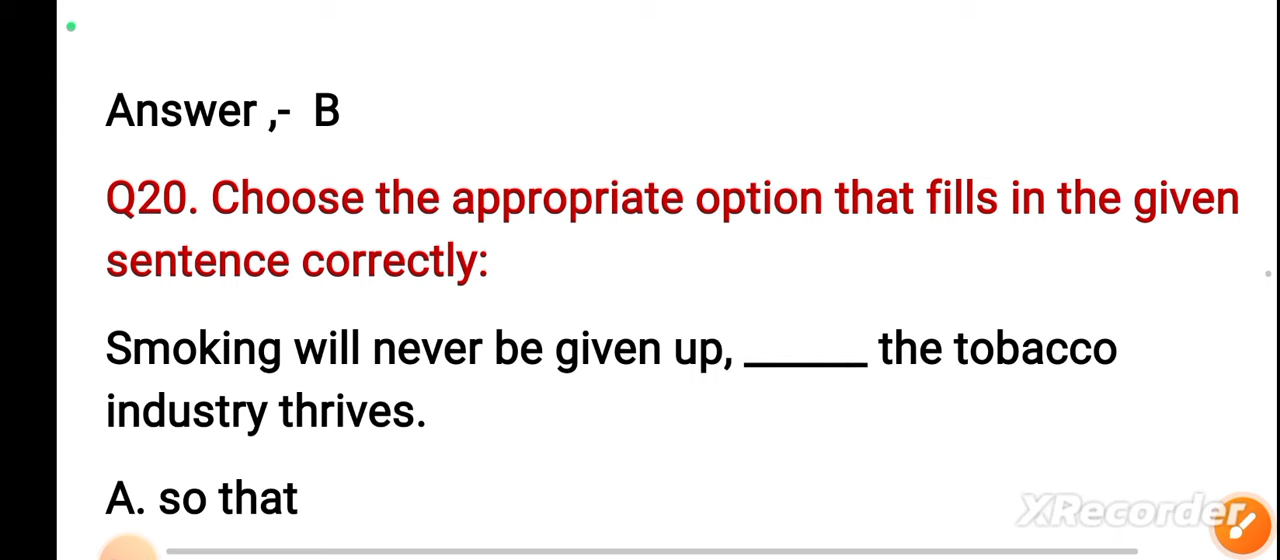 Answer ,- B
Q20. Choose the appropriate option that fills in the given
sentence correctly:
Smoking will never be given up, ______ the tobacco
industry thrives.
A. so that
XRecorder